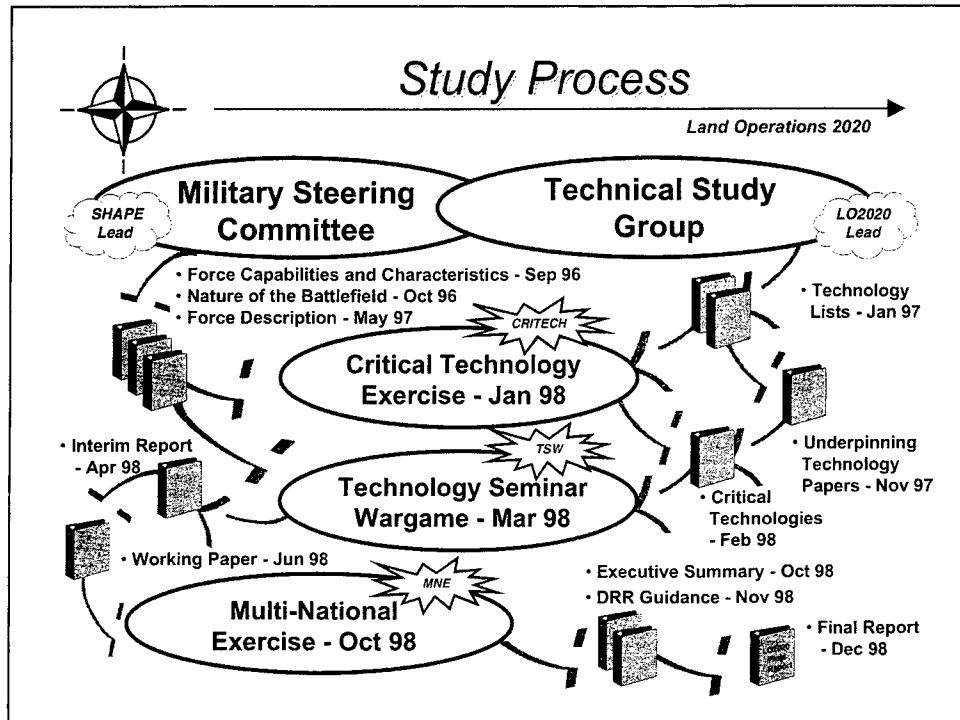 Study Process
Land Operations 2020
Military Steering
Committee
Technical Study
Group
SHAPE
Lead
LO2020
Lead
• Force Capabilities and Characteristics - Sep 96
• Nature of the Battlefield - Oct 96
• Force Description - May 97
• Technology
Lists - Jan 97
CRITECH
Critical Technology
Exercise - Jan 98
• Interim Report
- Apr 98
TSW
Technology Seminar
Wargame - Mar 98
• Underpinning
Technology
Papers - Nov 97
• Critical
Technologies
- Feb 98
• Working Paper - Jun 98
MNE
Multi-National
Exercise - Oct 98
• Executive Summary - Oct 98
• DRR Guidance - Nov 98
• Final Report
- Dec 98
LO2020
Final
Report